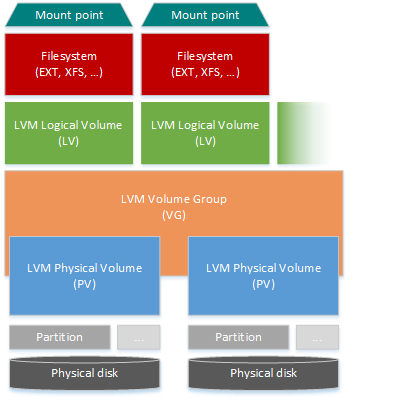 Mount point
Mount point
Filesystem
(EXT, XFS, ...)
Filesystem
(EXT, XFS, ...)
LVM Logical Volume
(LV)
LVM Logical Volume
(LV)
LVM Volume Group
(VG)
LVM Physical Volume
(PV)
LVM Physical Volume
(PV)
Partition
...
Partition
...
Physical disk
Physical disk